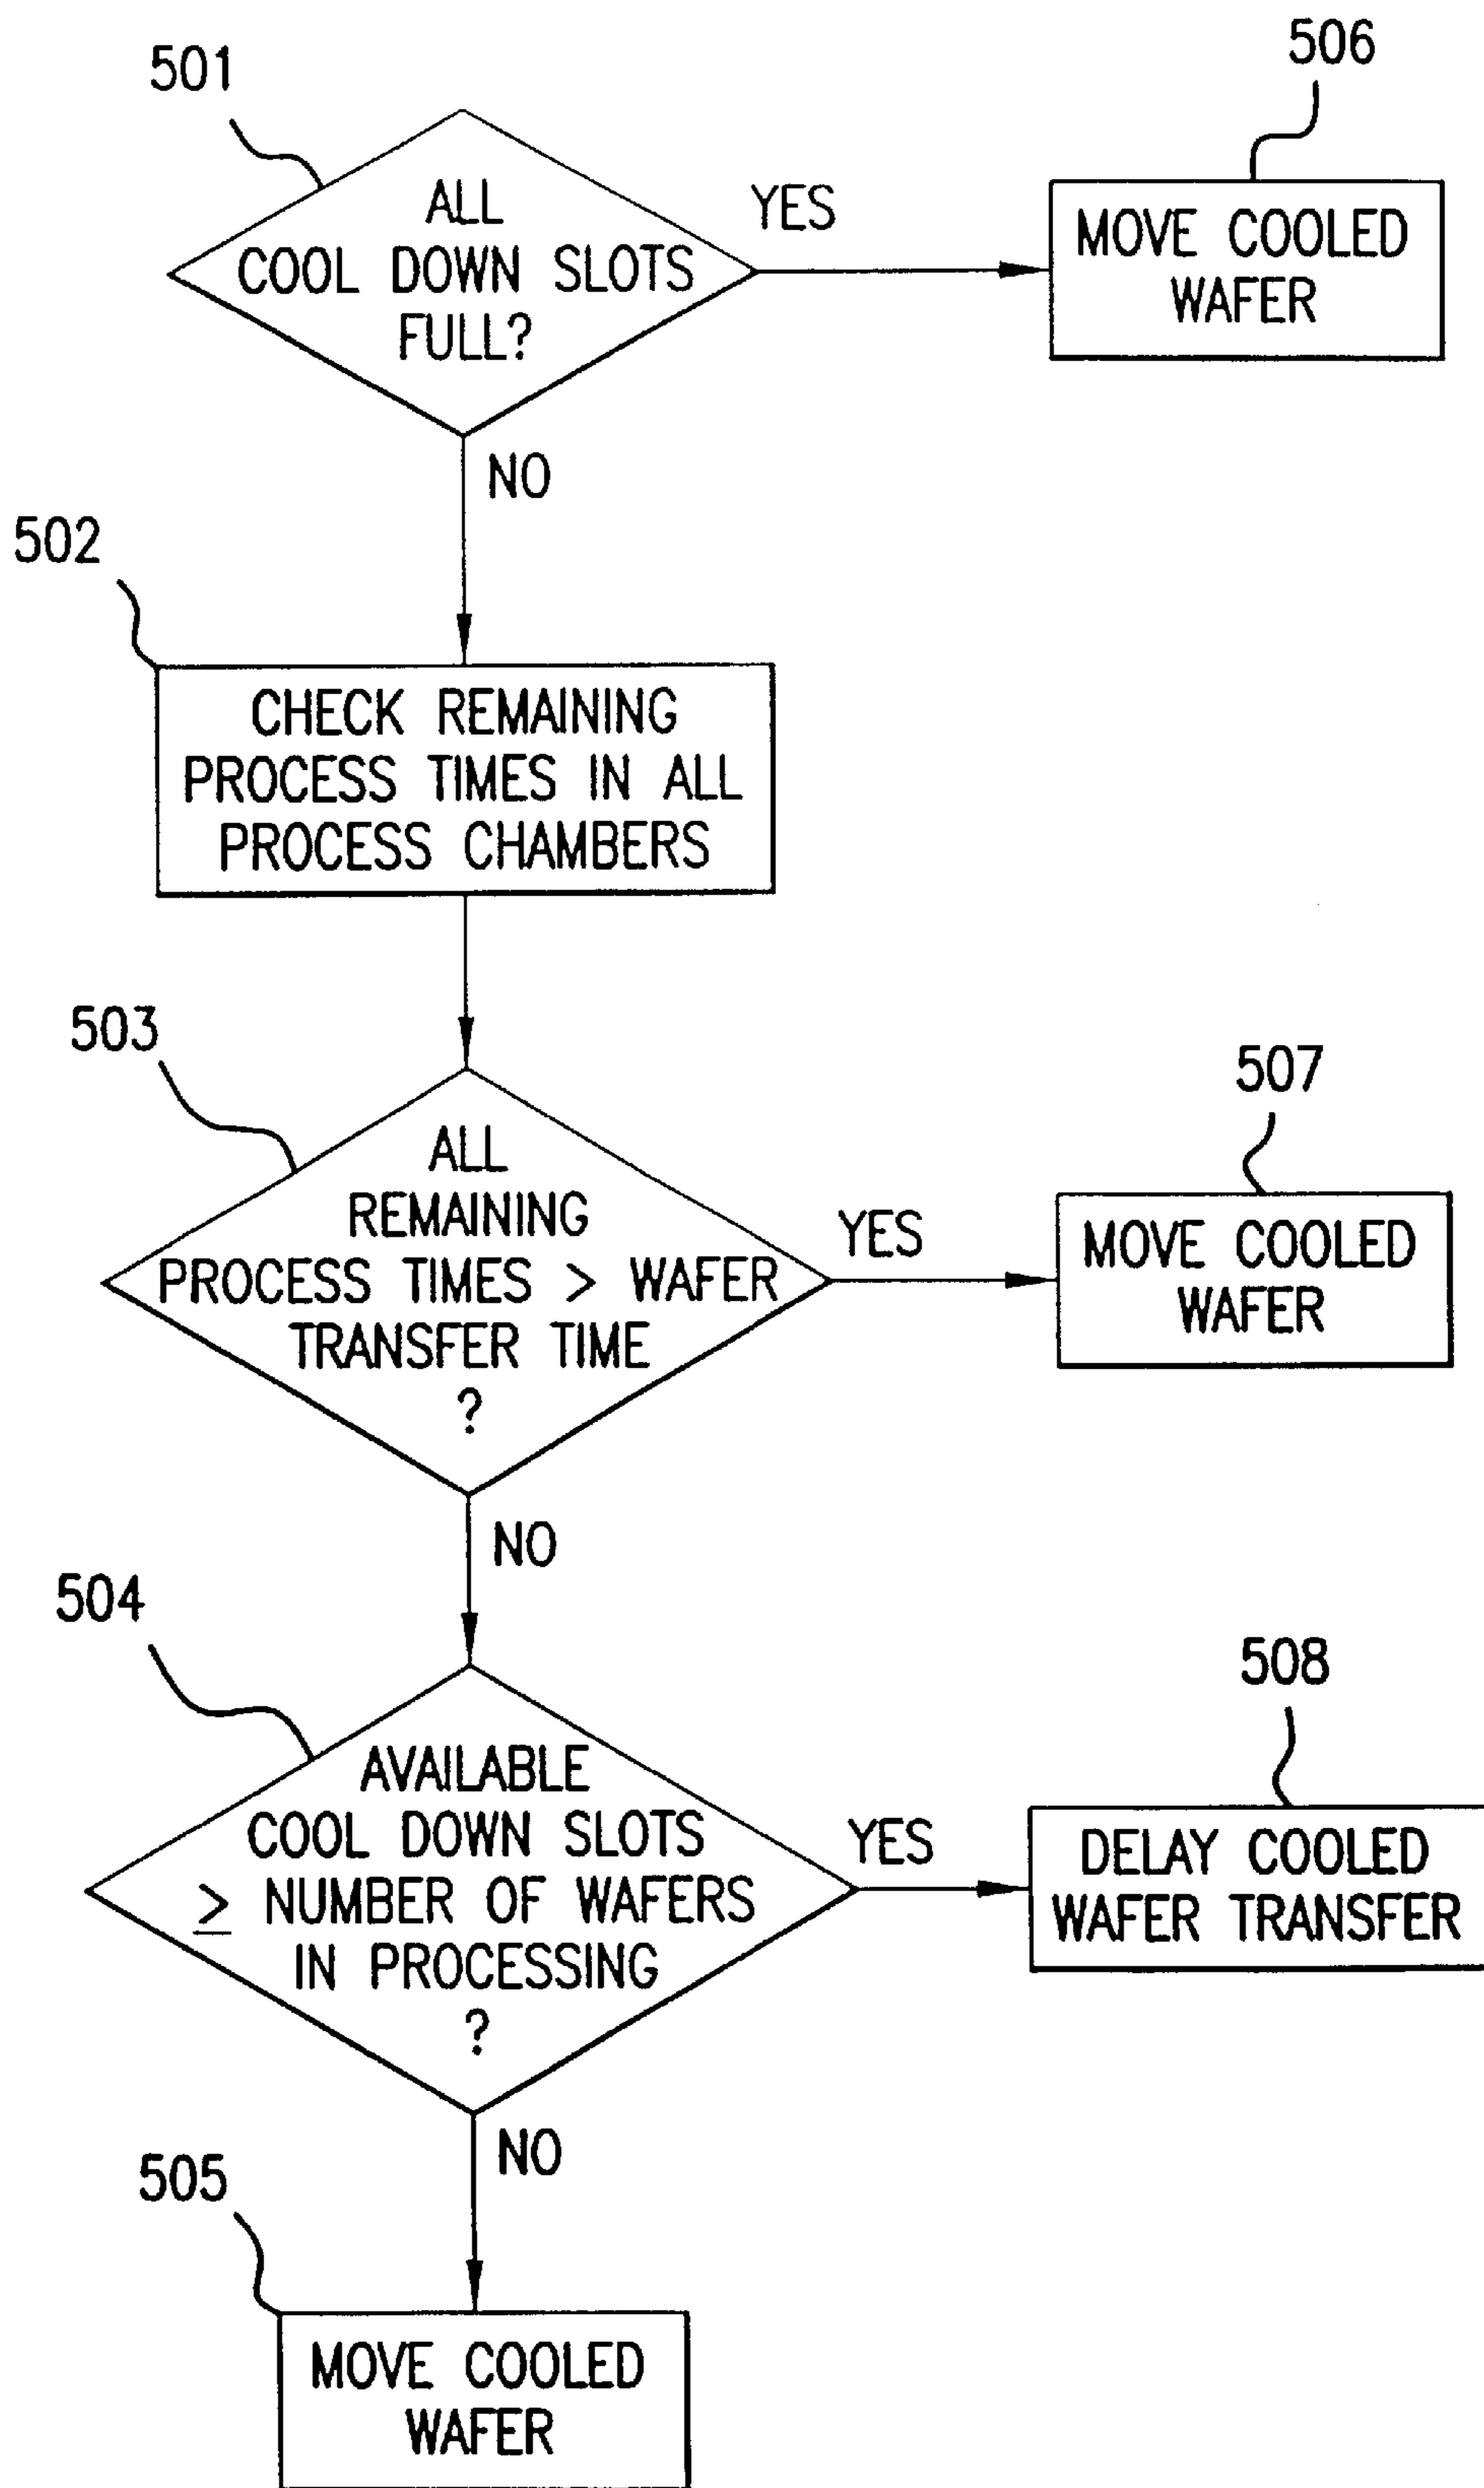 501
506
ALL
COOL DOWN SLOTS
FULL?
YES
MOVE COOLED
WAFER
NO
502
CHECK REMAINING
PROCESS TIMES IN ALL
PROCESS CHAMBERS
503
507
ALL
REMAINING
PROCESS TIMES > WAFER
TRANSFER TIME
?
YES
MOVE COOLED
WAFER
NO
504
508
AVAILABLE
COOL DOWN SLOTS
≥ NUMBER OF WAFERS
IN PROCESSING
?
YES
DELAY COOLED
WAFER TRANSFER
NO
505
MOVE COOLED
WAFER